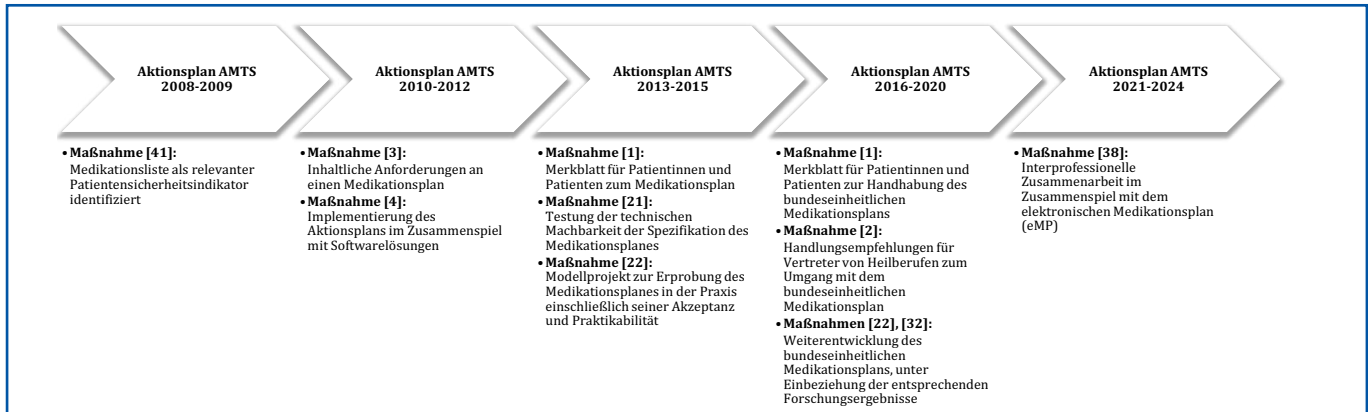 Aktionsplan AMTS
2008-2009
Aktionsplan AMTS
2010-2012
Aktionsplan AMTS
2013-2015
Aktionsplan AMTS
2016-2020
Aktionsplan AMTS
2021-2024
• Maßnahme [41]:
Medikationsliste als relevanter
Patientensicherheitsindikator
identifiziert
• Maßnahme [3]:
Inhaltliche Anforderungen an
einen Medikationsplan
• Maßnahme [4]:
Implementierung des
Aktionsplans im Zusammenspiel
mit Softwarelösungen
• Maßnahme [1]:
Merkblatt für Patientinnen und
Patienten zum Medikationsplan
• Maßnahme [21]:
Testung der technischen
Machbarkeit der Spezifikation des
Medikationsplanes
• Maßnahme [22]:
Modellprojekt zur Erprobung des
Medikationsplanes in der Praxis
einschließlich seiner Akzeptanz
und Praktikabilität
• Maßnahme [1]:
Merkblatt für Patientinnen und
Patienten zur Handhabung des
bundeseinheitlichen
Medikationsplans
• Maßnahme [2]:
Handlungsempfehlungen für
Vertreter von Heilberufen zum
Umgang mit dem
bundeseinheitlichen
Medikationsplan
• Maßnahmen [22], [32]:
Weiterentwicklung des
bundeseinheitlichen
Medikationsplans, unter
Einbeziehung der entsprechenden
Forschungsergebnisse
• Maßnahme [38]:
Interprofessionelle
Zusammenarbeit im
Zusammenspiel mit dem
elektronischen Medikationsplan
(eMP)